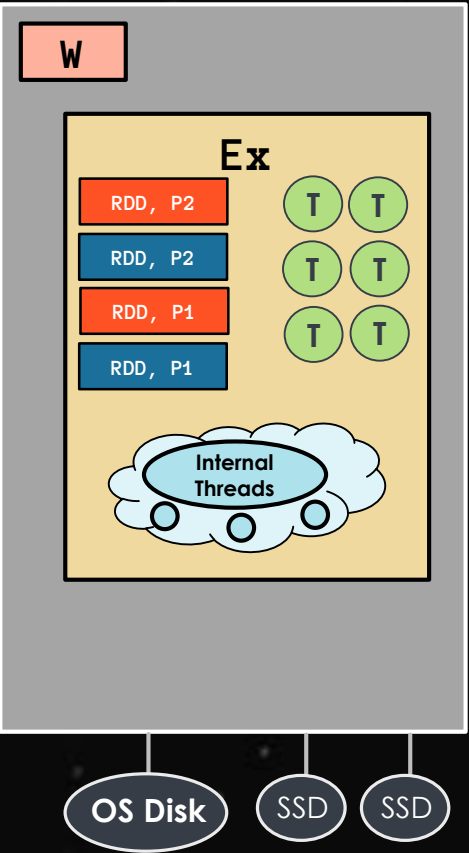 W
Ex
RDD, P2
T T
RDD, P2
T T
RDD, P1
T T
RDD, P1
Internal
Threads
OS Disk
SSD
SSD